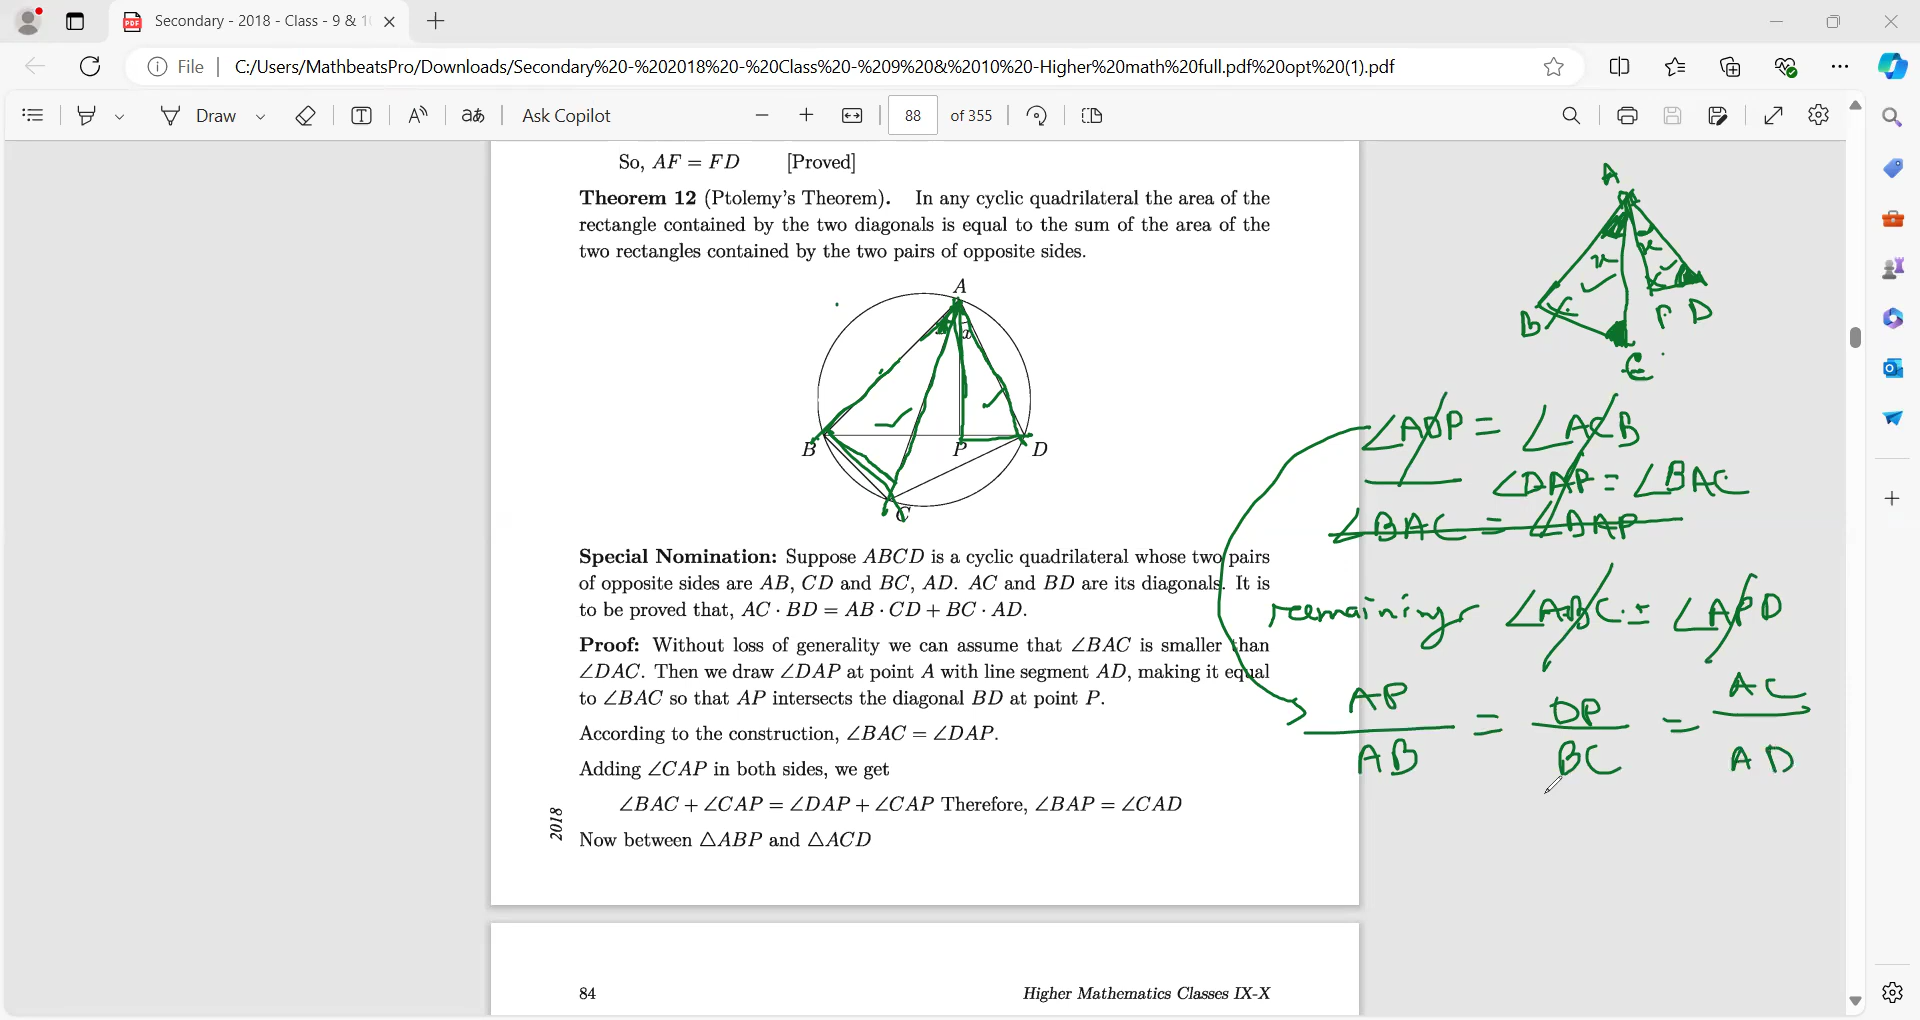 Secondary - 2018 - Class - 9 & 1
File
C:/Users/MathbeatsPro/Downloads/Secondary%20-%202018%20-%20Class%20-%209%20&%2010%20-Higher%20math%20full.pdf%20opt%20(1).pdf
Draw
Ask Copilot
88 of 355
So, AF = FD [Proved]
Theorem 12 (Ptolemy's Theorem). In any cyclic quadrilateral the area of the
rectangle contained by the two diagonals is equal to the sum of the area of the
two rectangles contained by the two pairs of opposite sides.
A
x
B
P
D
C
Special Nomination: Suppose ABCD is a cyclic quadrilateral whose two pairs
of opposite sides are AB, CD and BC, AD. AC and BD are its diagonals. It is
to be proved that, AC · BD = AB · CD + BC · AD.
Proof: Without loss of generality we can assume that ∠BAC is smaller than
∠DAC. Then we draw ∠DAP at point A with line segment AD, making it equal
to ∠BAC so that AP intersects the diagonal BD at point P.
According to the construction, ∠BAC = ∠DAP.
Adding ∠CAP in both sides, we get
∠BAC + ∠CAP = ∠DAP + ∠CAP Therefore, ∠BAP = ∠CAD
2018
Now between △ABP and △ACD
84
Higher Mathematics Classes IX-X
A
x
x
B
P D
C
∠ADP = ∠ACB
∠DAP = ∠BAC
∠BAC = ∠DAP
remaining ∠ABC = ∠APD
AP/AB = DP/BC = AC/AD